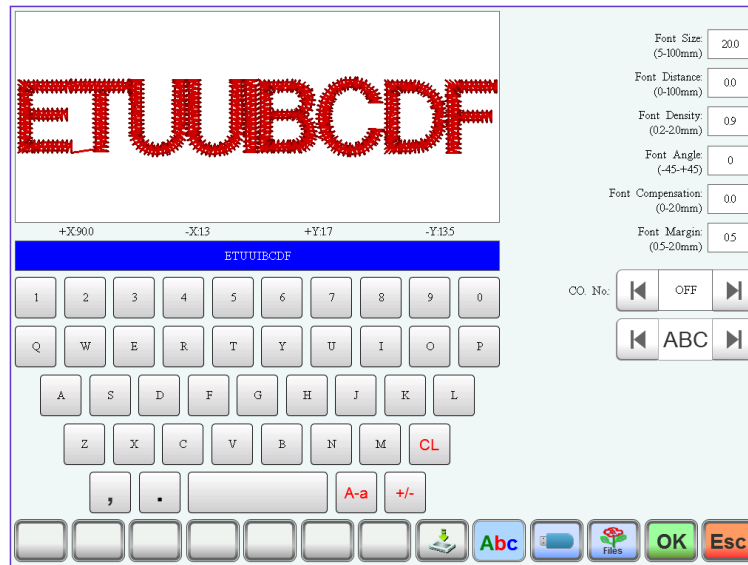 ETUUIBCDF
+X:90.0 -X:1.3 +Y:1.7 -Y:13.5
ETUUIBCDF
1 2 3 4 5 6 7 8 9 0
Q W E R T Y U I O P
A S D F G H J K L
Z X C V B N M CL
, . A-a +/-
Font Size: 20.0
(5-100mm)
Font Distance: 0.0
(0-100mm)
Font Density: 0.9
(0.2-2.0mm)
Font Angle: 0
(-45-+45)
Font Compensation: 0.0
(0-2.0mm)
Font Margin: 0.5
(0.5-2.0mm)
CO. No.: OFF
ABC
Abc Files OK Esc